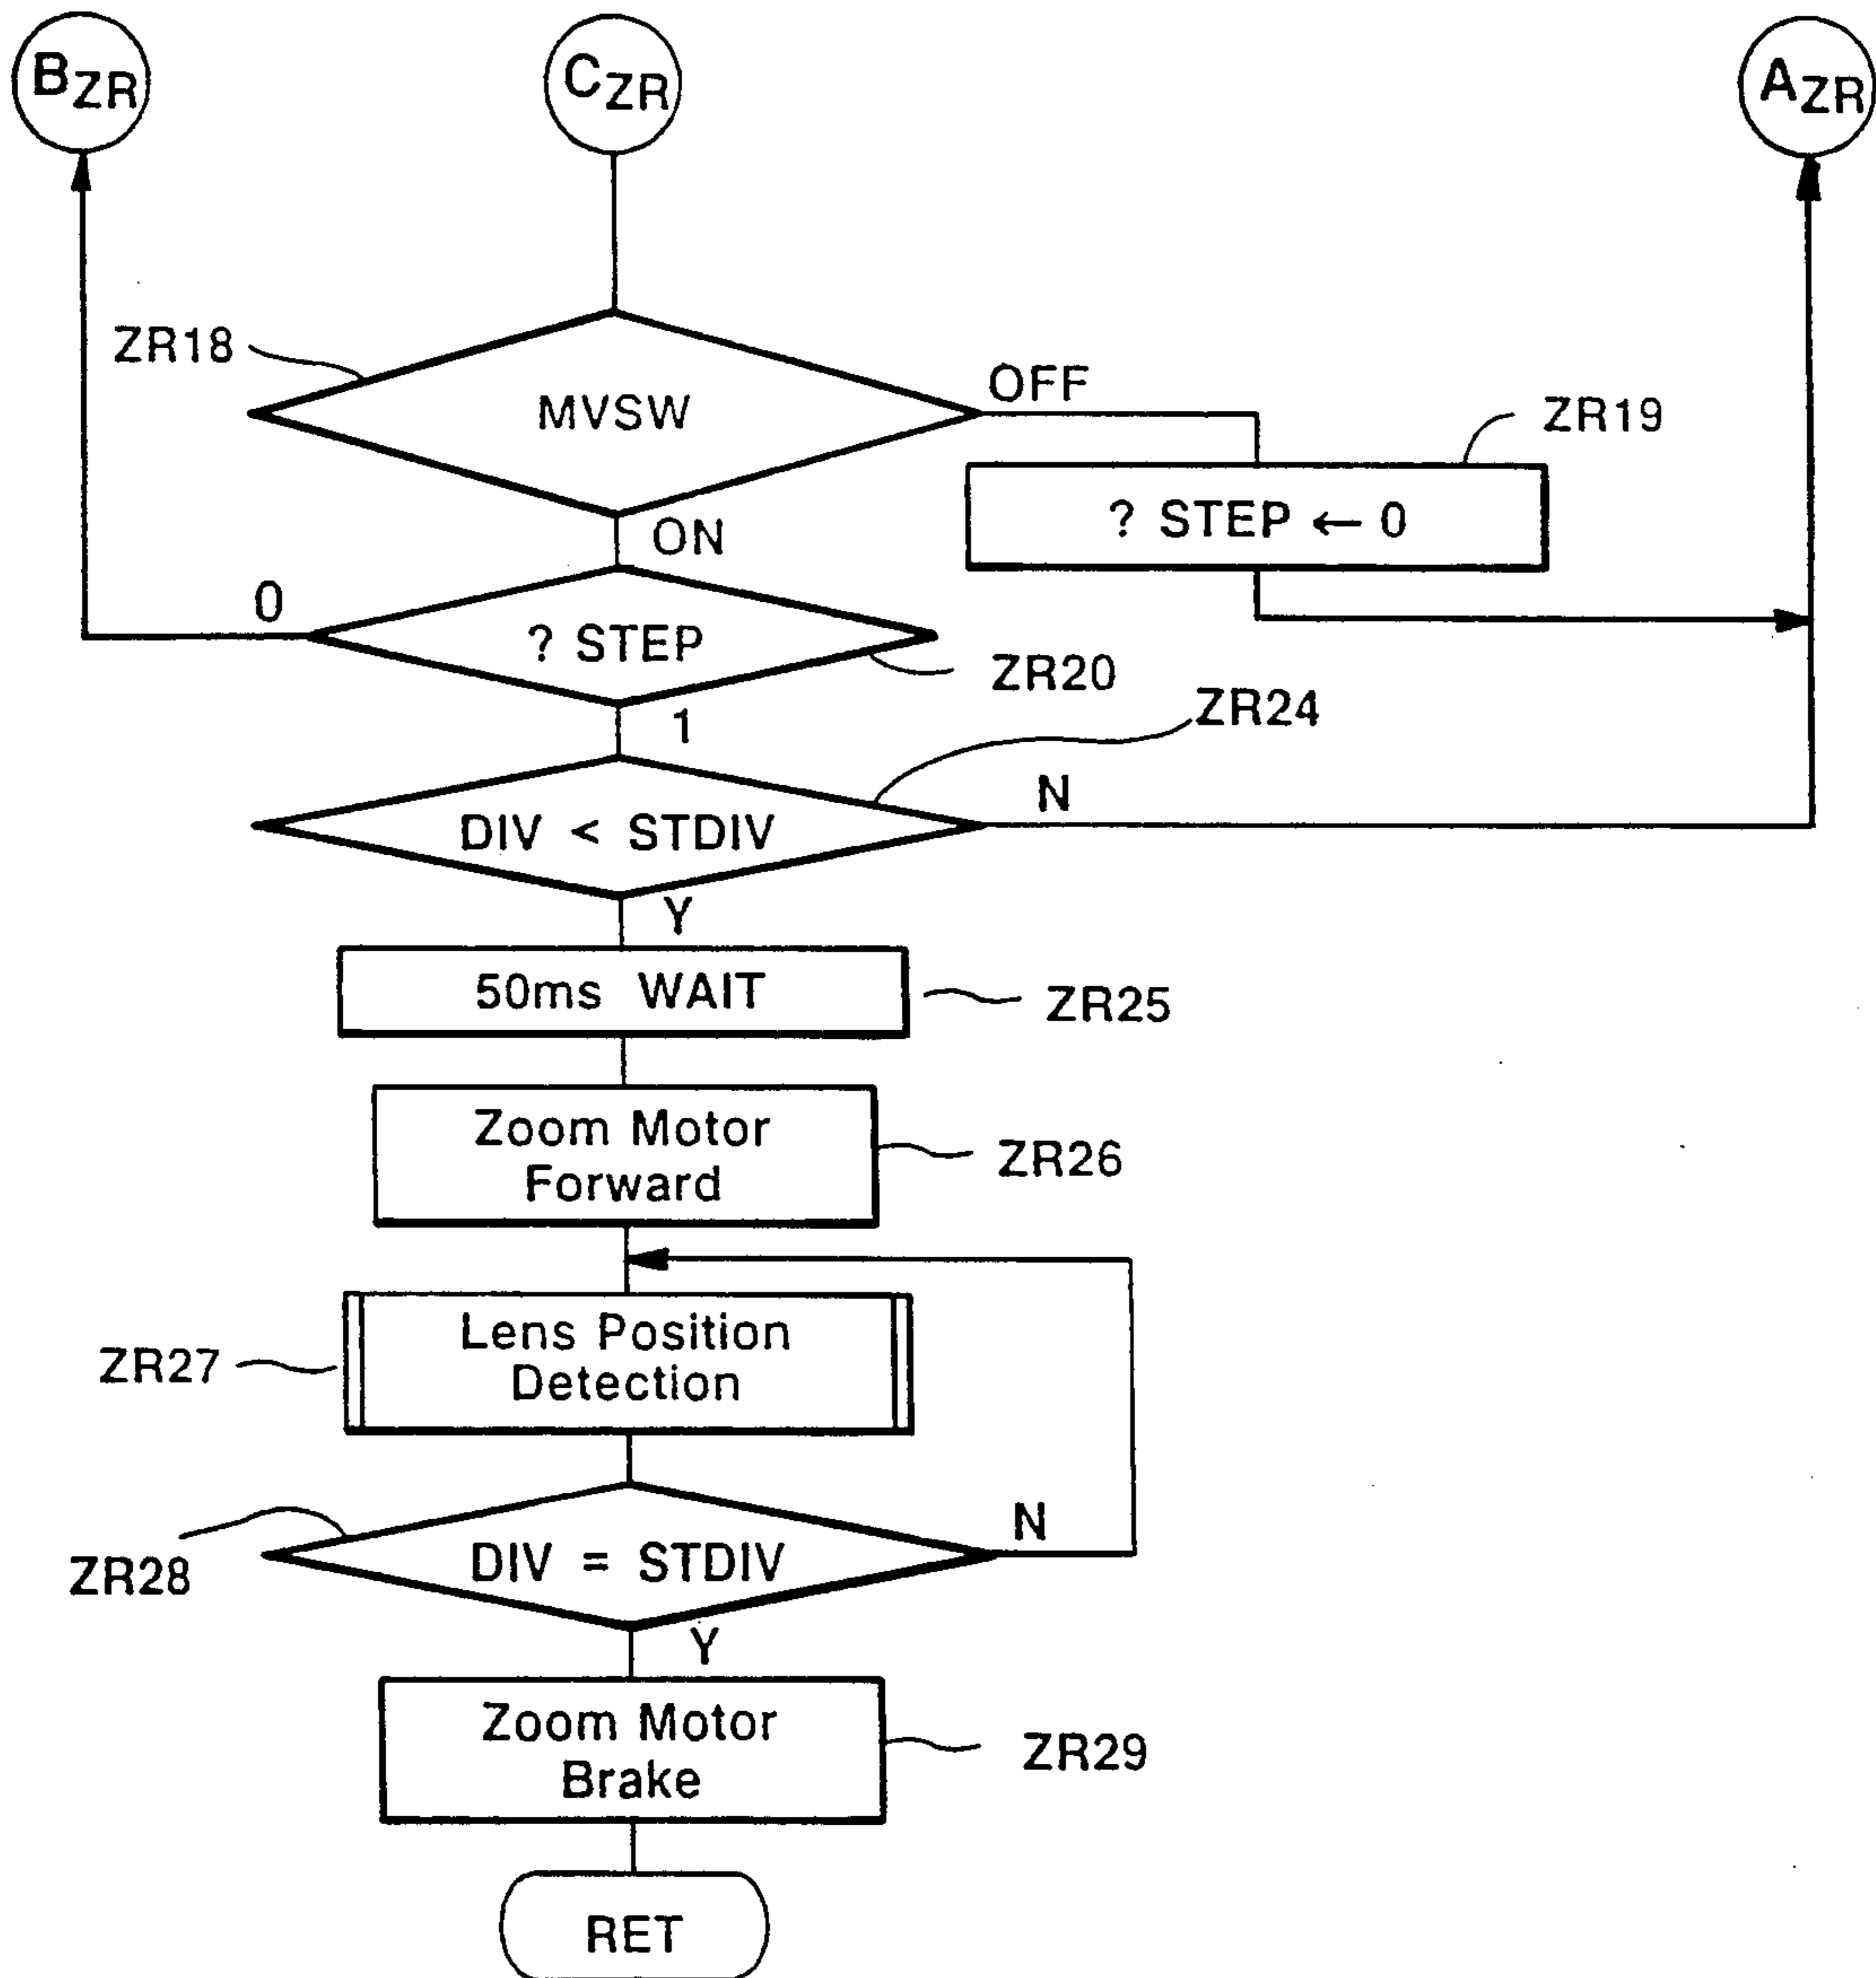 BZR
CZR
AZR
ZR18
MVSW
OFF
ZR19
? STEP ← 0
ON
0
? STEP
ZR20
1
ZR24
DIV < STDIV
N
Y
50ms WAIT
ZR25
Zoom Motor
Forward
ZR26
Lens Position
Detection
ZR27
DIV = STDIV
N
ZR28
Y
Zoom Motor
Brake
ZR29
RET